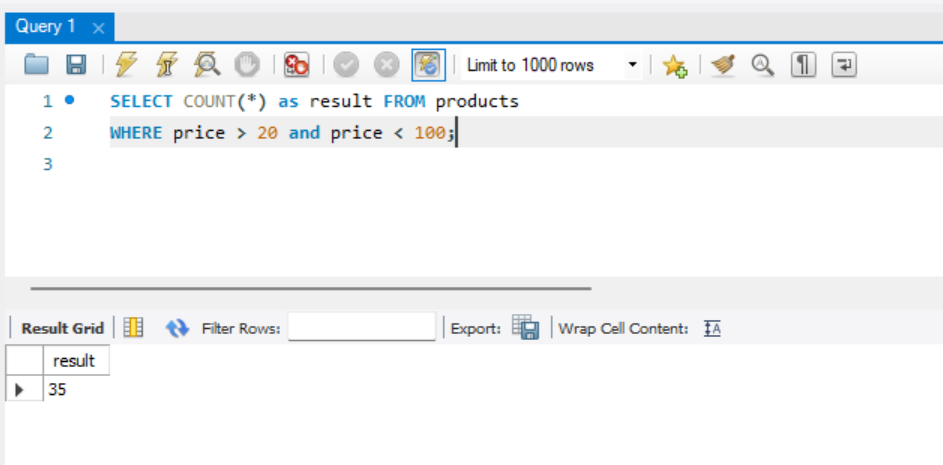 Query 1
Limit to 1000 rows
1 SELECT COUNT(*) as result FROM products
2 WHERE price > 20 and price < 100;
3
Result Grid Filter Rows: Export: Wrap Cell Content:
result
35